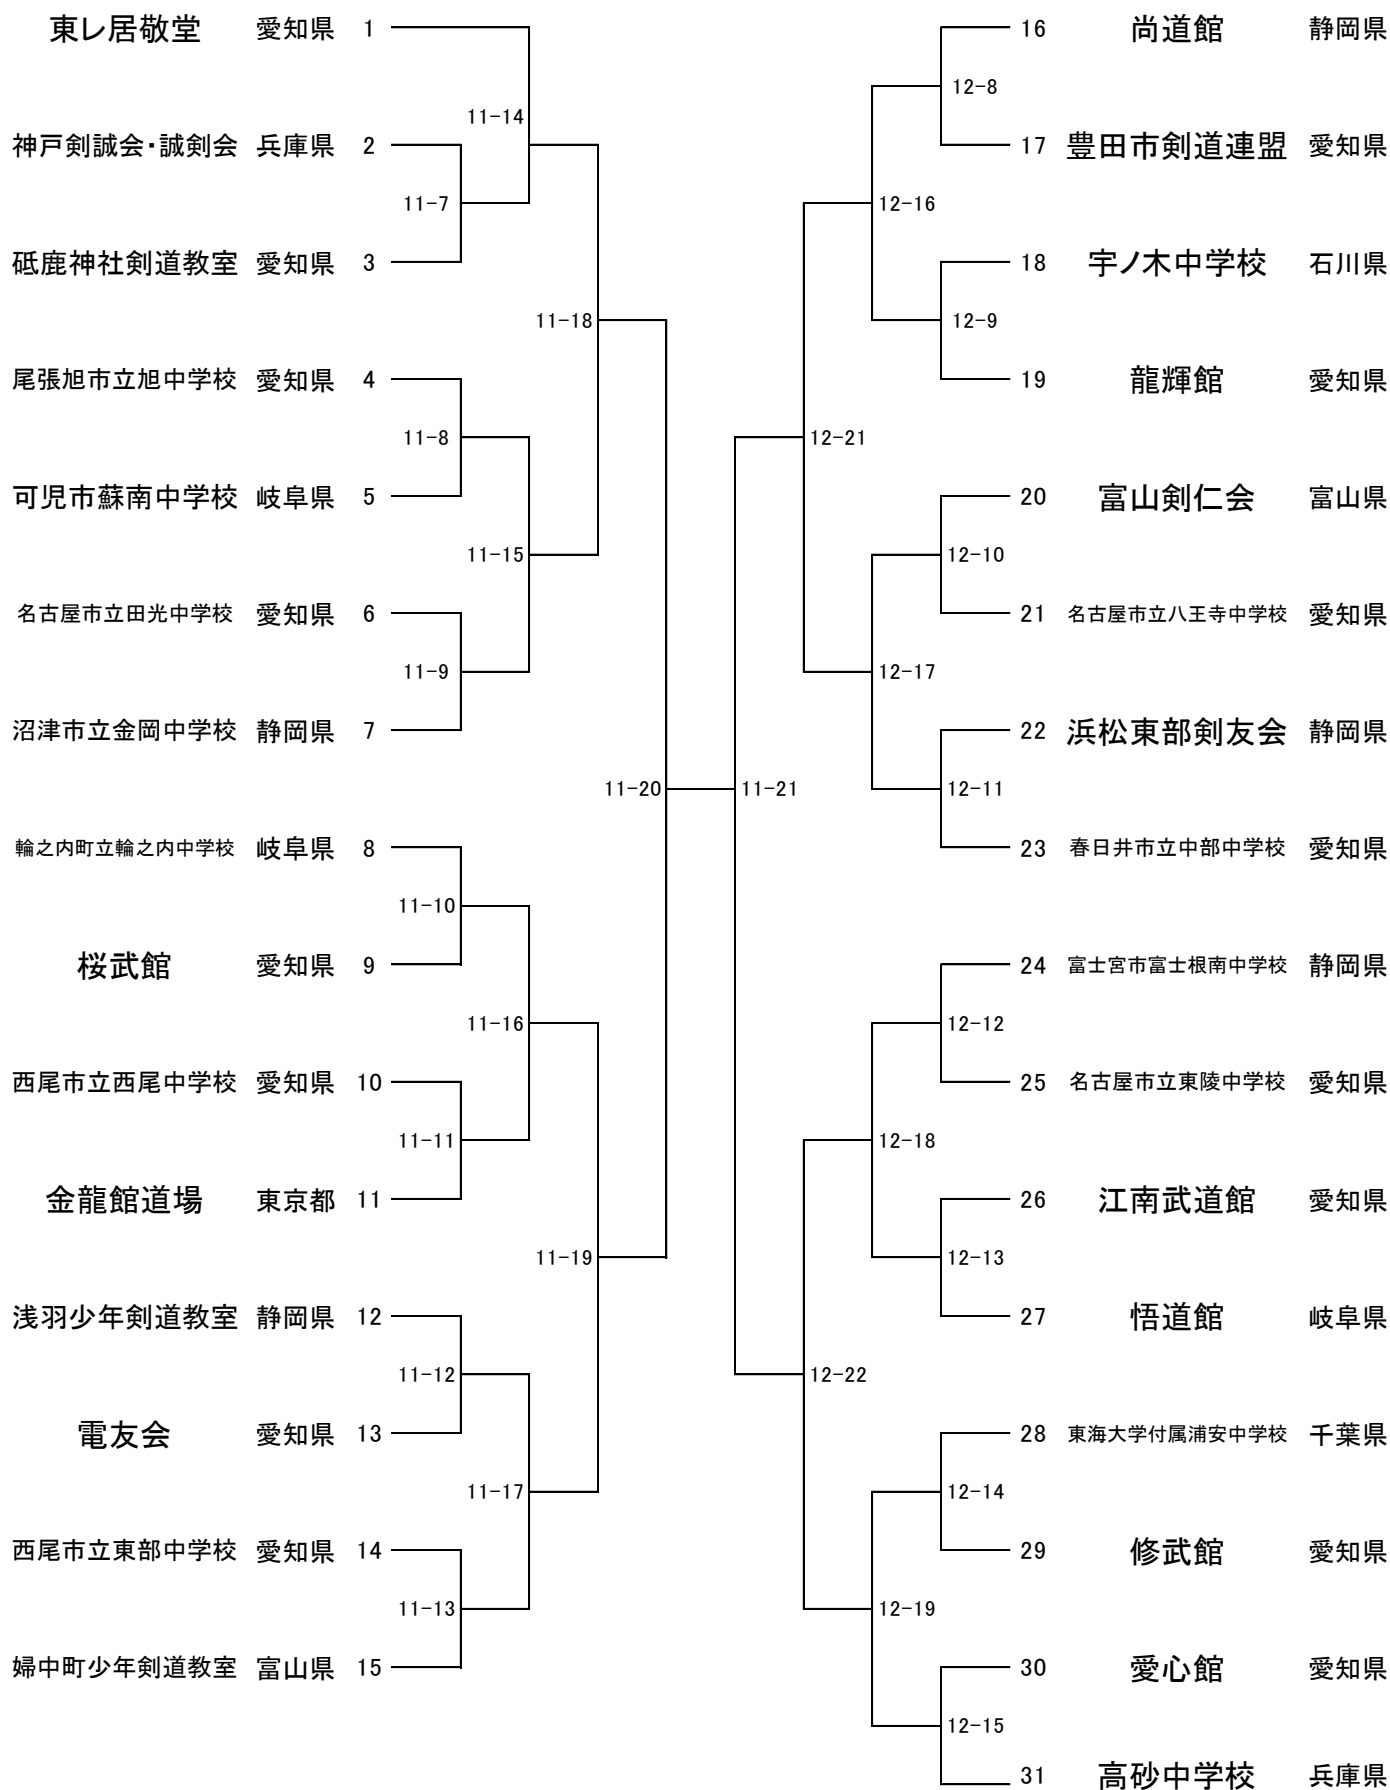 東レ居敬堂 愛知県 1
11-14
神戸剣誠会・誠剣会 兵庫県 2
11-7
砥鹿神社剣道教室 愛知県 3
11-18
尾張旭市立旭中学校 愛知県 4
11-8
可児市蘇南中学校 岐阜県 5
11-15
名古屋市立田光中学校 愛知県 6
11-9
沼津市立金岡中学校 静岡県 7
11-20
輪之内町立輪之内中学校 岐阜県 8
11-10
桜武館 愛知県 9
11-16
西尾市立西尾中学校 愛知県 10
11-11
金龍館道場 東京都 11
11-19
浅羽少年剣道教室 静岡県 12
11-12
電友会 愛知県 13
11-17
西尾市立東部中学校 愛知県 14
11-13
婦中町少年剣道教室 富山県 15
11-21
16 尚道館 静岡県
12-8
17 豊田市剣道連盟 愛知県
12-16
18 宇ノ木中学校 石川県
12-9
19 龍輝館 愛知県
12-21
20 富山剣仁会 富山県
12-10
21 名古屋市立八王寺中学校 愛知県
12-17
22 浜松東部剣友会 静岡県
12-11
23 春日井市立中部中学校 愛知県
24 富士宮市富士根南中学校 静岡県
12-12
25 名古屋市立東陵中学校 愛知県
12-18
26 江南武道館 愛知県
12-13
27 悟道館 岐阜県
12-22
28 東海大学付属浦安中学校 千葉県
12-14
29 修武館 愛知県
12-19
30 愛心館 愛知県
12-15
31 高砂中学校 兵庫県